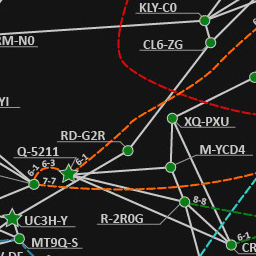 KLY-C0
RM-N0
CL6-ZG
YI
XQ-PXU
RD-G2R
Q-5211
6-3
6-1
6-1
7-7
M-YCD4
8-8
R-2R0G
UC3H-Y
MT9Q-S
6-1
CR